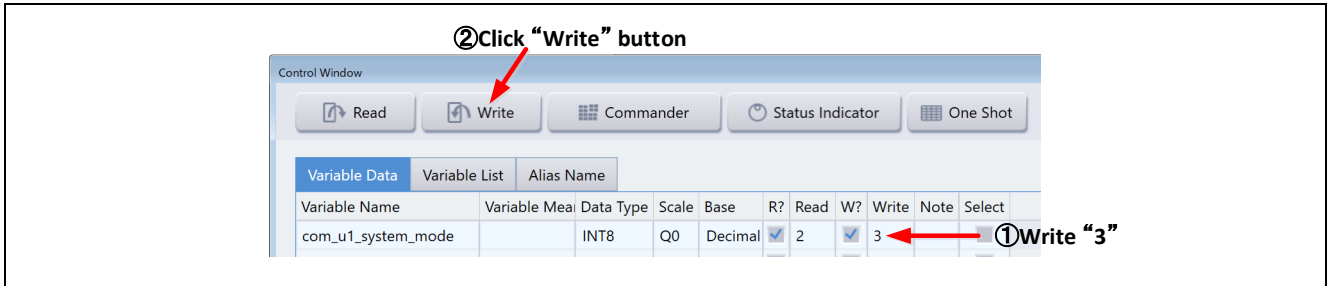 ②Click “Write” button
Control Window
Read Write Commander Status Indicator One Shot
Variable Data Variable List Alias Name
Variable Name Variable Mear Data Type Scale Base R? Read W? Write Note Select
com_u1_system_mode INT8 Q0 Decimal 2 3
①Write “3”